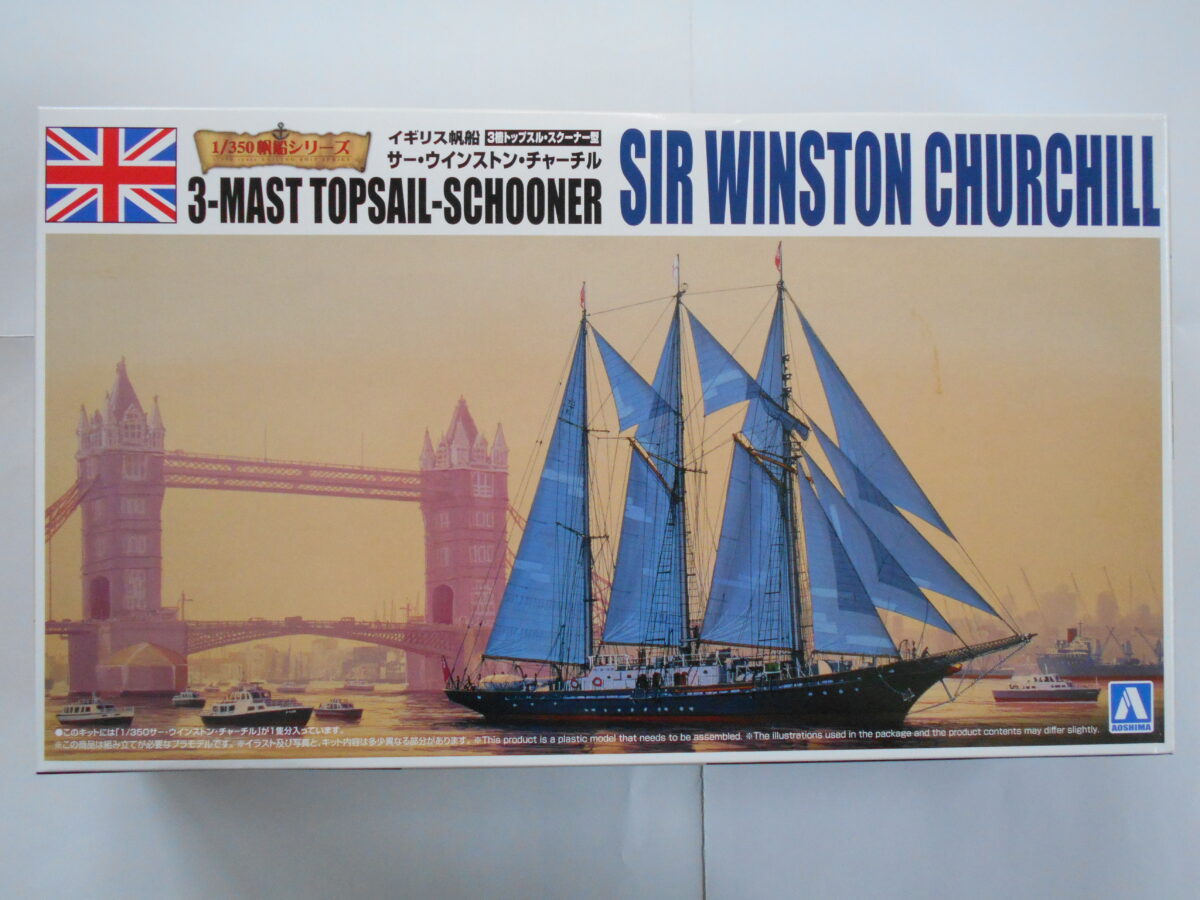 1/350 帆船シリーズ
イギリス帆船 3檣トップスル・スクーナー型
サー・ウインストン・チャーチル
3-MAST TOPSAIL-SCHOONER
SIR WINSTON CHURCHILL
AOSHIMA
●このキットには「1/350サー・ウインストン・チャーチル」が1隻分入っています。
※この商品は組み立てが必要なプラモデルです。※イラスト及び写真と、キット内容は多少異なる部分があります。 ※This product is a plastic model that needs to be assembled. ※The illustrations used in the package and the product contents may differ slightly.